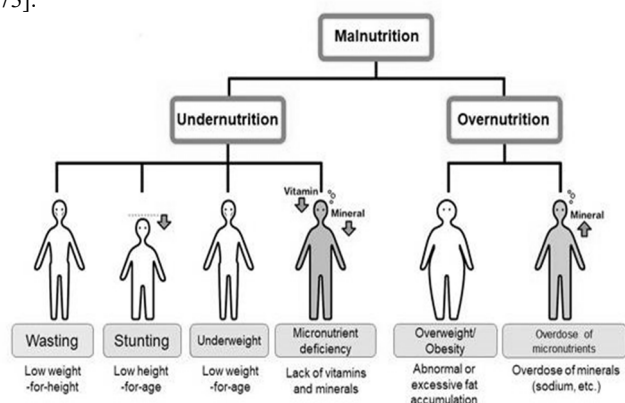 73].
Malnutrition
Undernutrition
Overnutrition
Vitamin
Mineral
Mineral
Wasting
Stunting
Underweight
Micronutrient
deficiency
Overweight/
Obesity
Overdose of
micronutrients
Low weight
-for-height
Low height
-for-age
Low weight
-for-age
Lack of vitamins
and minerals
Abnormal or
excessive fat
accumulation
Overdose of minerals
(sodium, etc.)